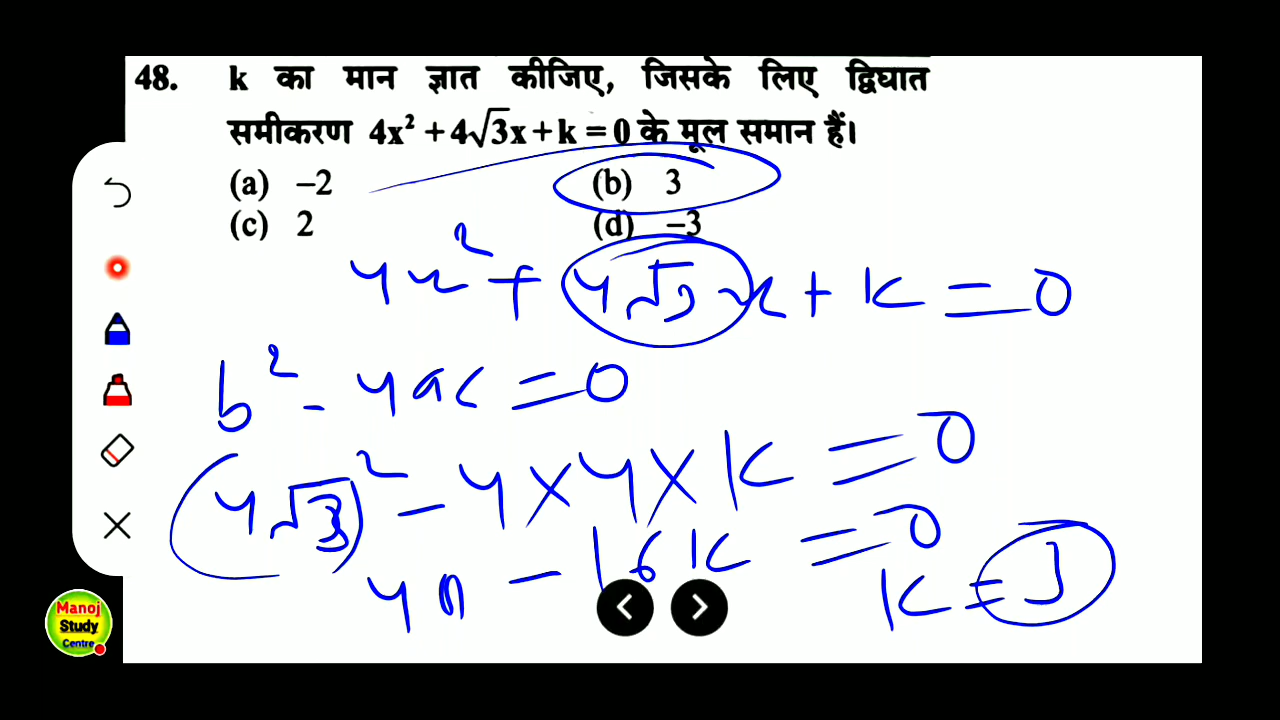 48. k का मान ज्ञात कीजिए, जिसके लिए द्विघात
समीकरण 4x² + 4√3x + k = 0 के मूल समान हैं।
(a) –2 (b) 3
(c) 2 (d) –3
4x² + 4√3 x + k = 0
b² - 4ac = 0
(4√3)² - 4×4×k = 0
- 16k = 0
k = 3
Manoj
Study
Centre